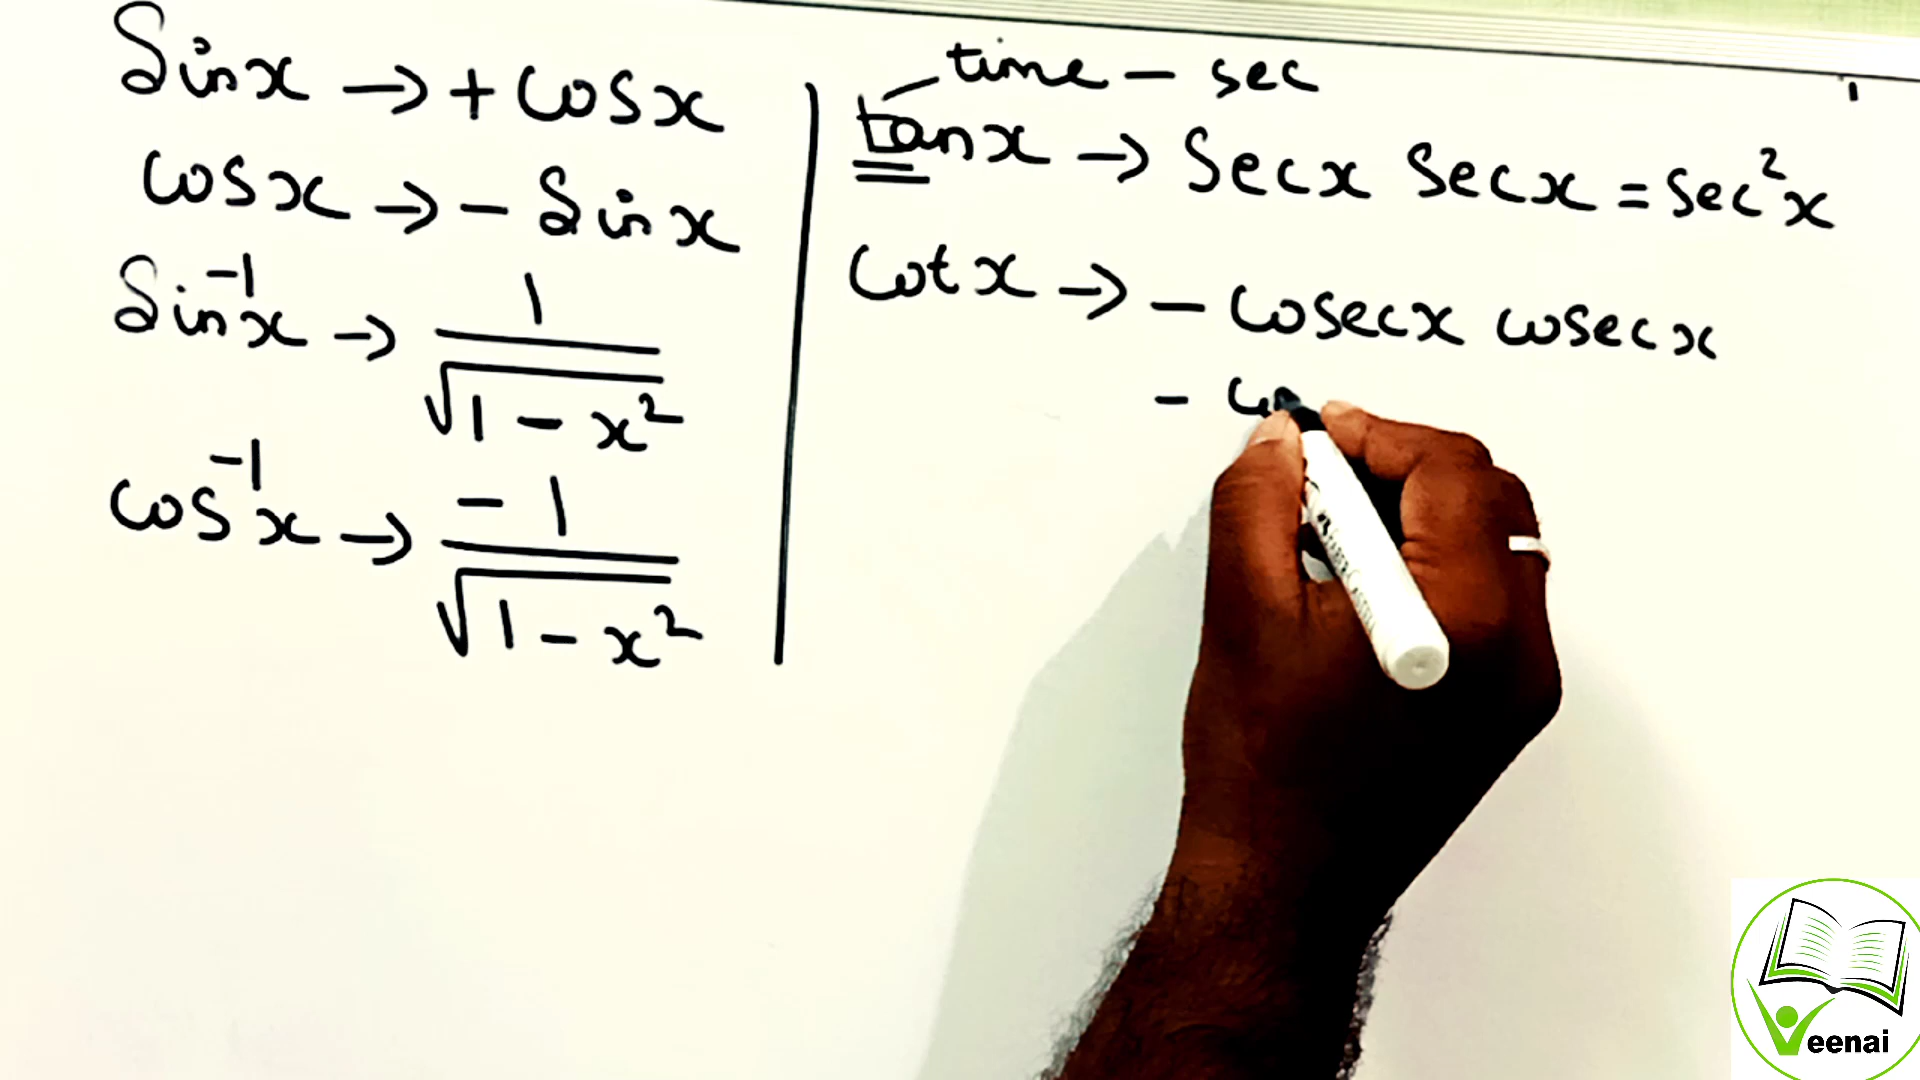 Sinx → + Cosx
Cosx → - Sinx
Sin⁻¹x → 1/√(1 - x²)
Cos⁻¹x → -1/√(1 - x²)
time - sec
tanx → Secx Secx = Sec²x
Cotx → - Cosecx cosecx
-
Veenai